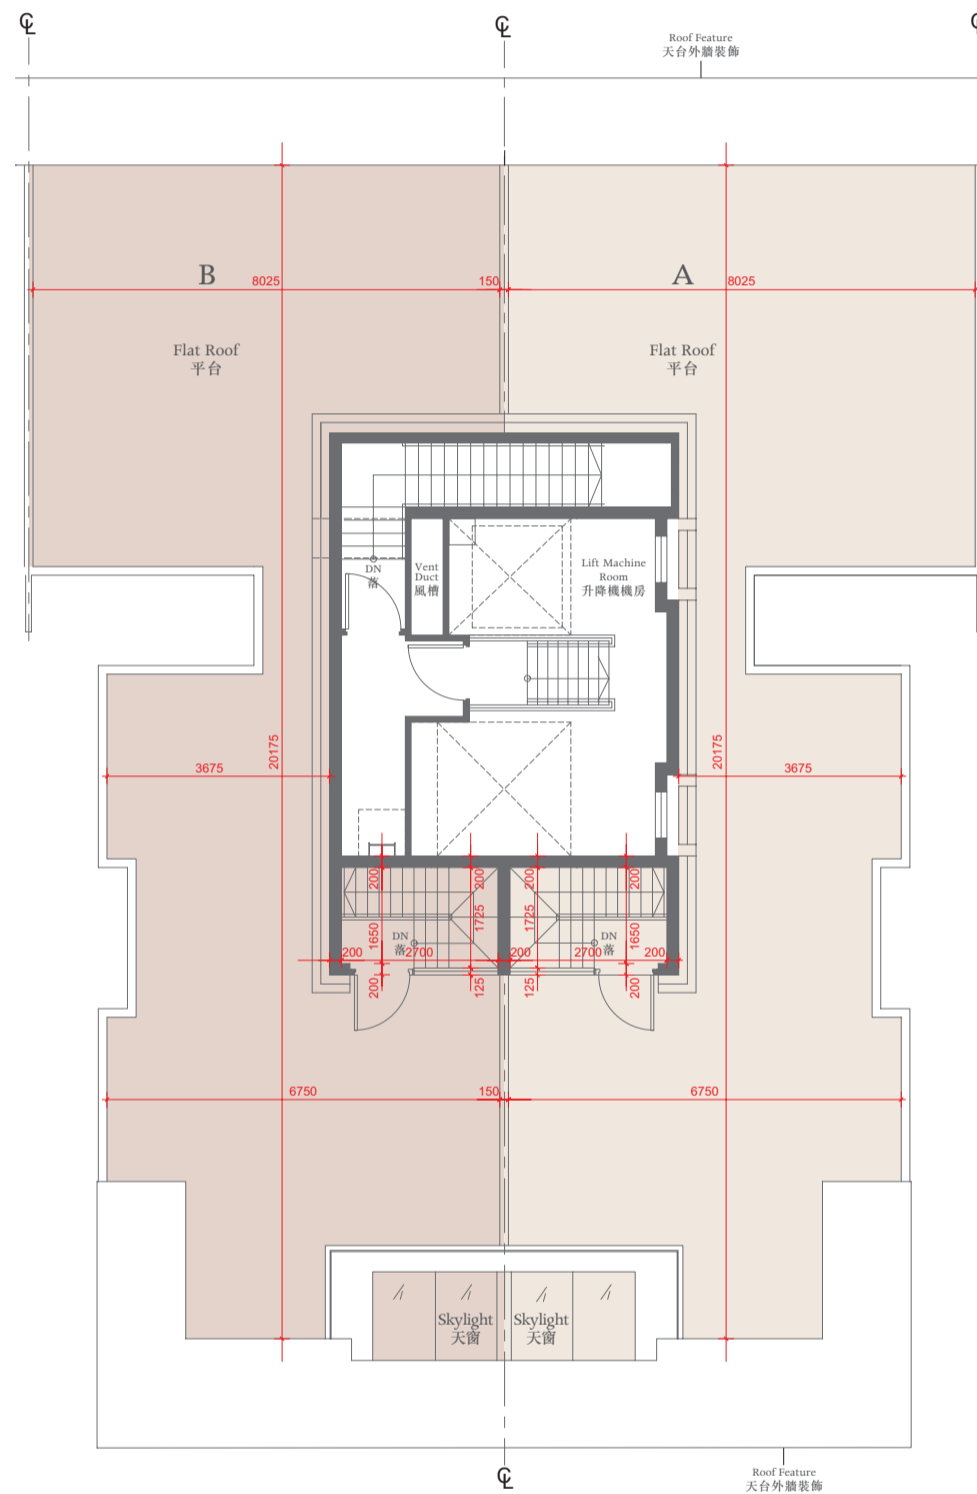 ℄
℄
℄
Roof Feature
天台外牆裝飾
B
A
8025
150
8025
Flat Roof
平台
Flat Roof
平台
DN
落
Vent
Duct
風槽
Lift Machine
Room
升降機機房
20175
20175
3675
3675
200
200
200
200
1650
1725
1725
1650
DN
落
DN
落
200
2700
200
2700
200
200
125
125
200
6750
150
6750
Skylight
天窗
Skylight
天窗
℄
Roof Feature
天台外牆裝飾